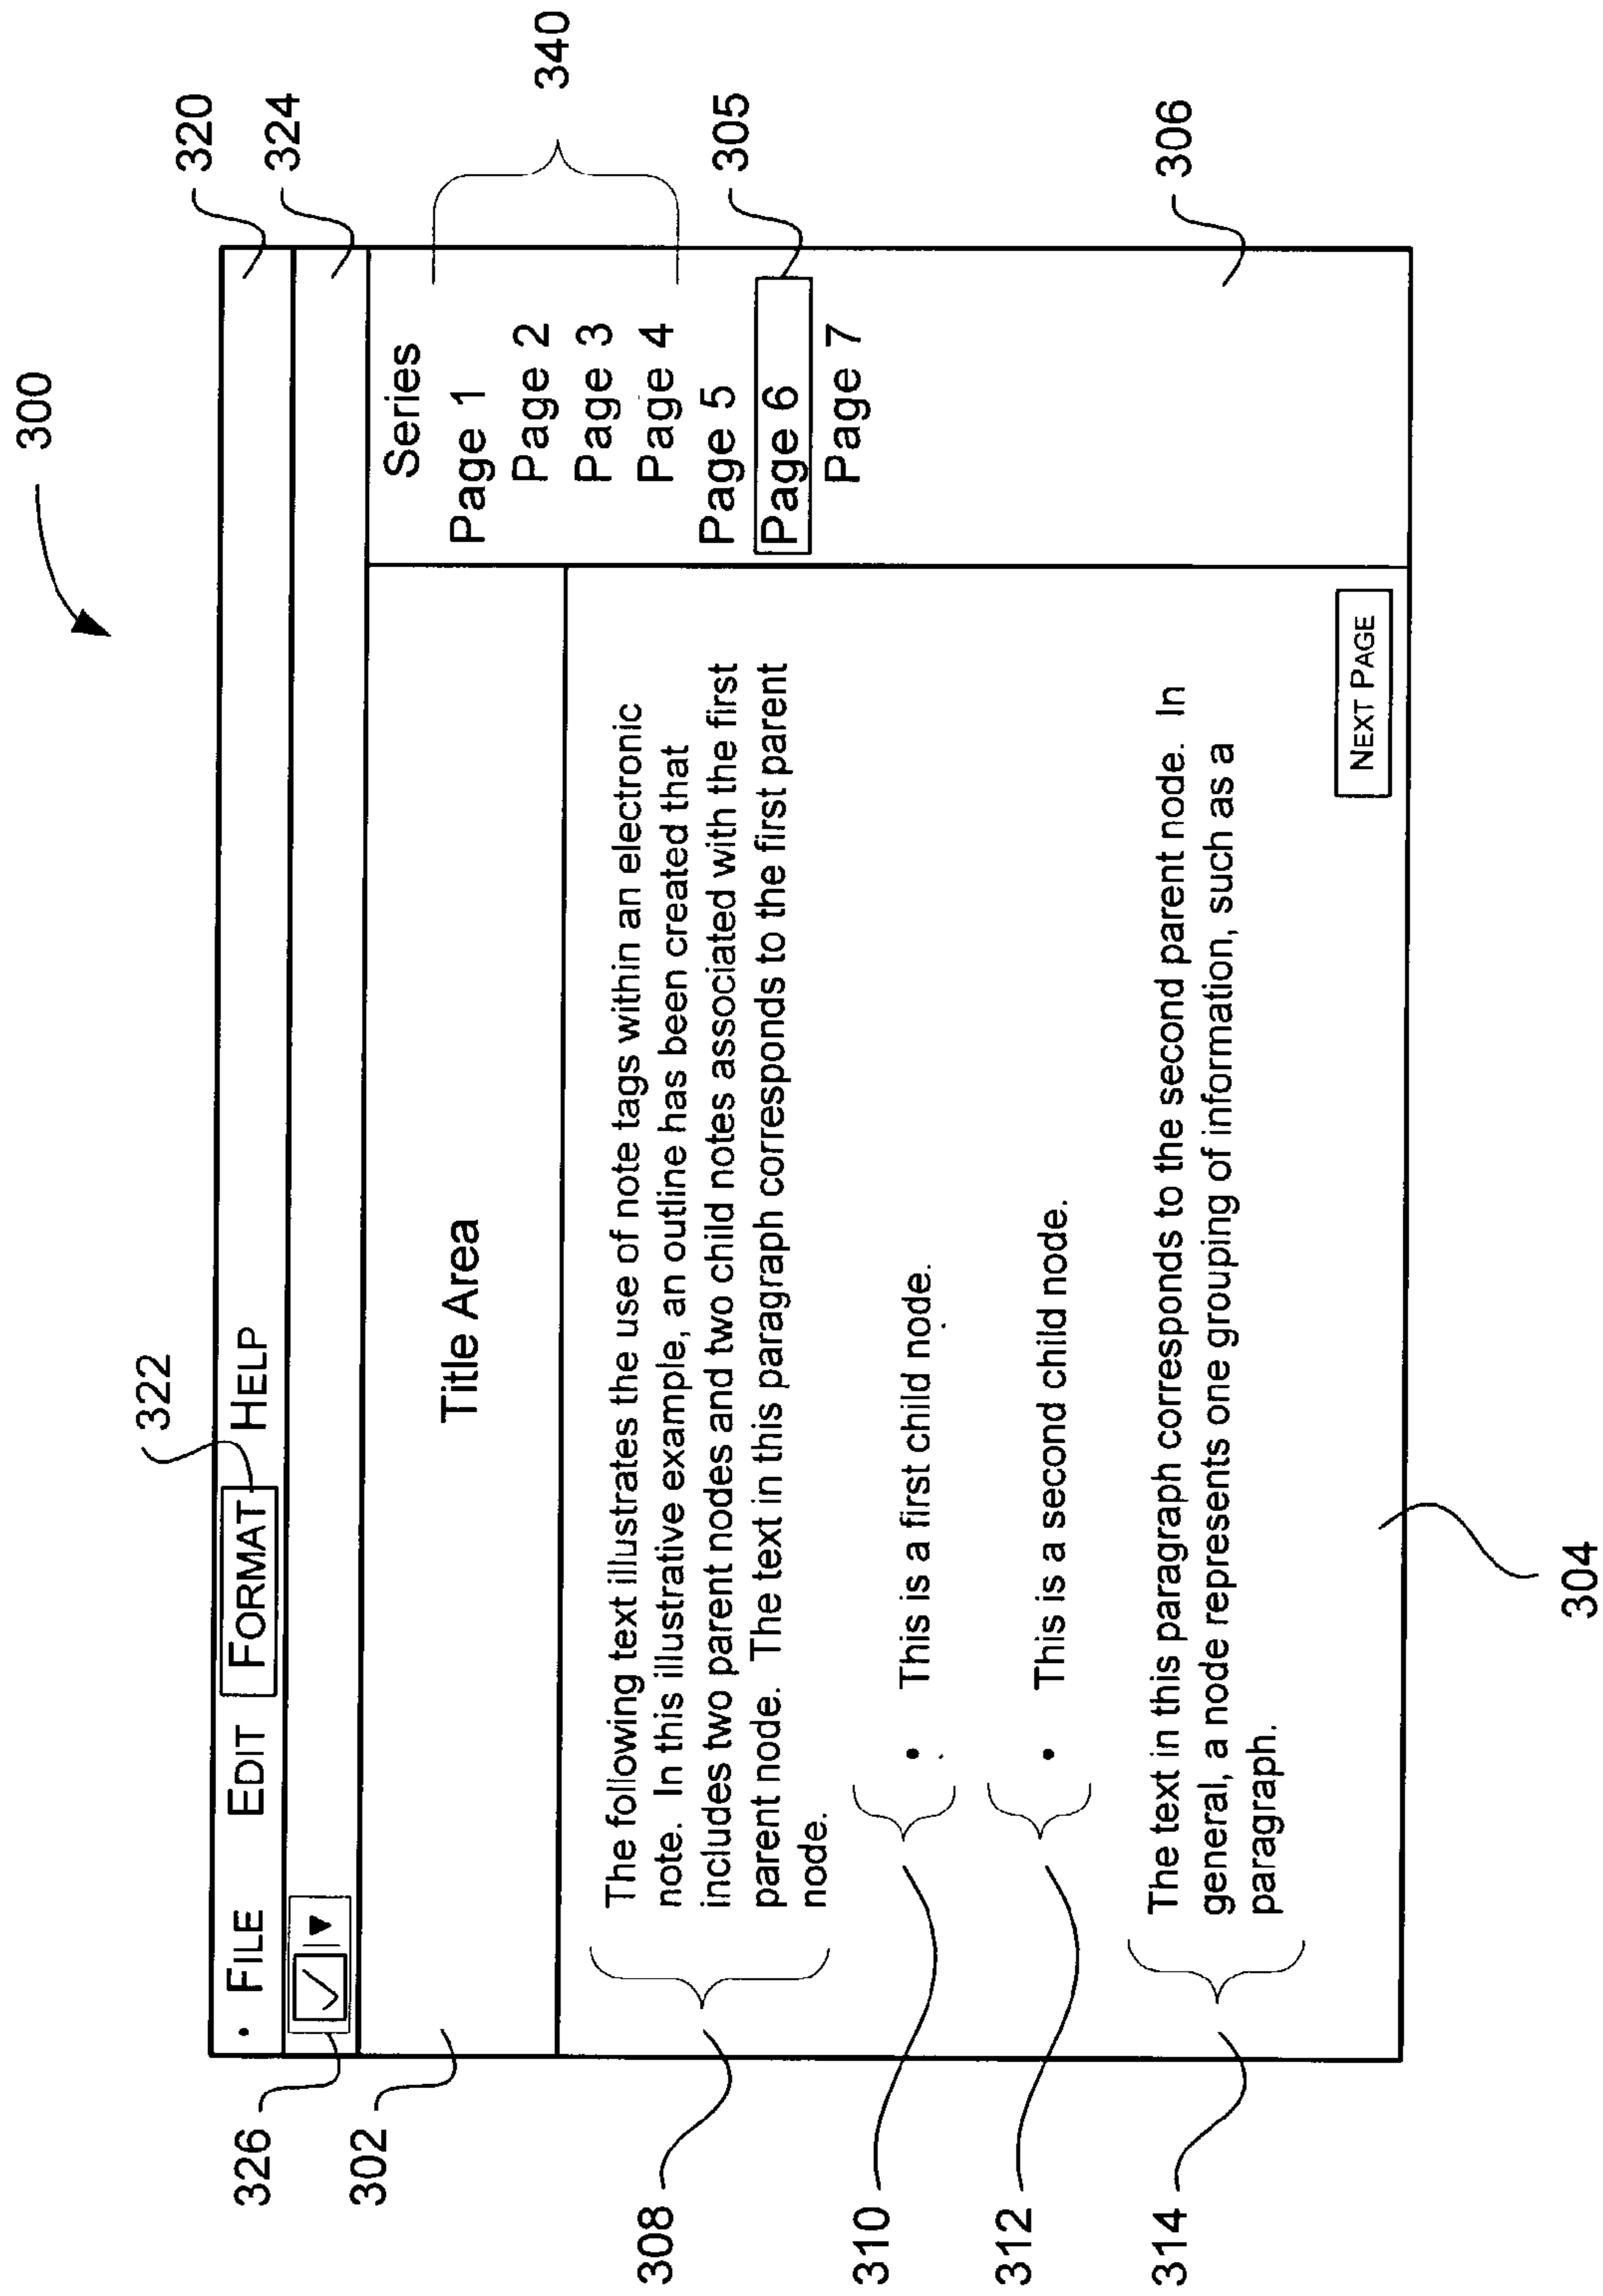 300
320
324
322
• FILE EDIT FORMAT HELP
326
302
Title Area
Series
Page 1
Page 2
Page 3
Page 4
Page 5
Page 6
Page 7
340
305
306
308
The following text illustrates the use of note tags within an electronic
note. In this illustrative example, an outline has been created that
includes two parent nodes and two child notes associated with the first
parent node. The text in this paragraph corresponds to the first parent
node.
310
• This is a first child node.
312
• This is a second child node.
314
The text in this paragraph corresponds to the second parent node. In
general, a node represents one grouping of information, such as a
paragraph.
NEXT PAGE
304